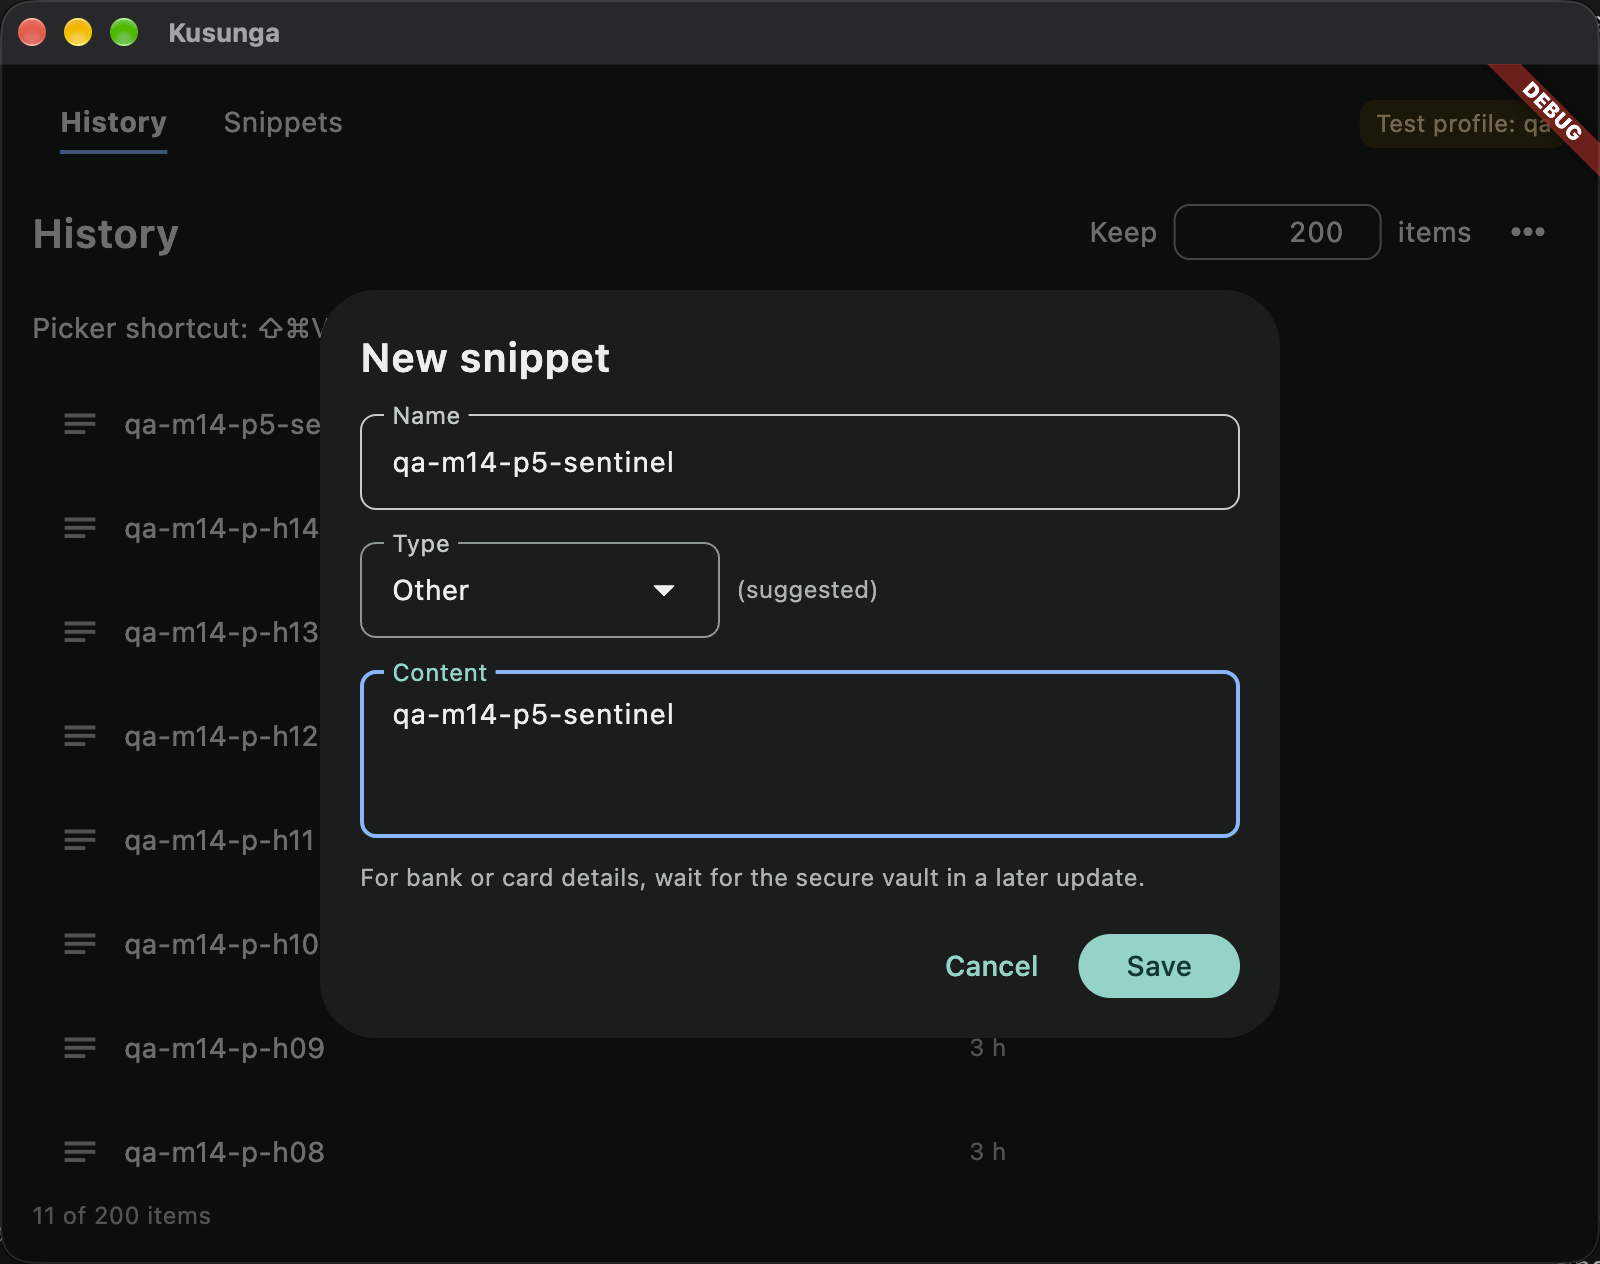 Kusunga
DEBUG
History Snippets Test profile: qa
History Keep 200 items •••
Picker shortcut: ⇧⌘V
New snippet
Name
qa-m14-p5-sentinel
Type
Other (suggested)
Content
qa-m14-p5-sentinel
For bank or card details, wait for the secure vault in a later update.
Cancel Save
qa-m14-p5-se
qa-m14-p-h14
qa-m14-p-h13
qa-m14-p-h12
qa-m14-p-h11
qa-m14-p-h10
qa-m14-p-h09 3 h
qa-m14-p-h08 3 h
11 of 200 items